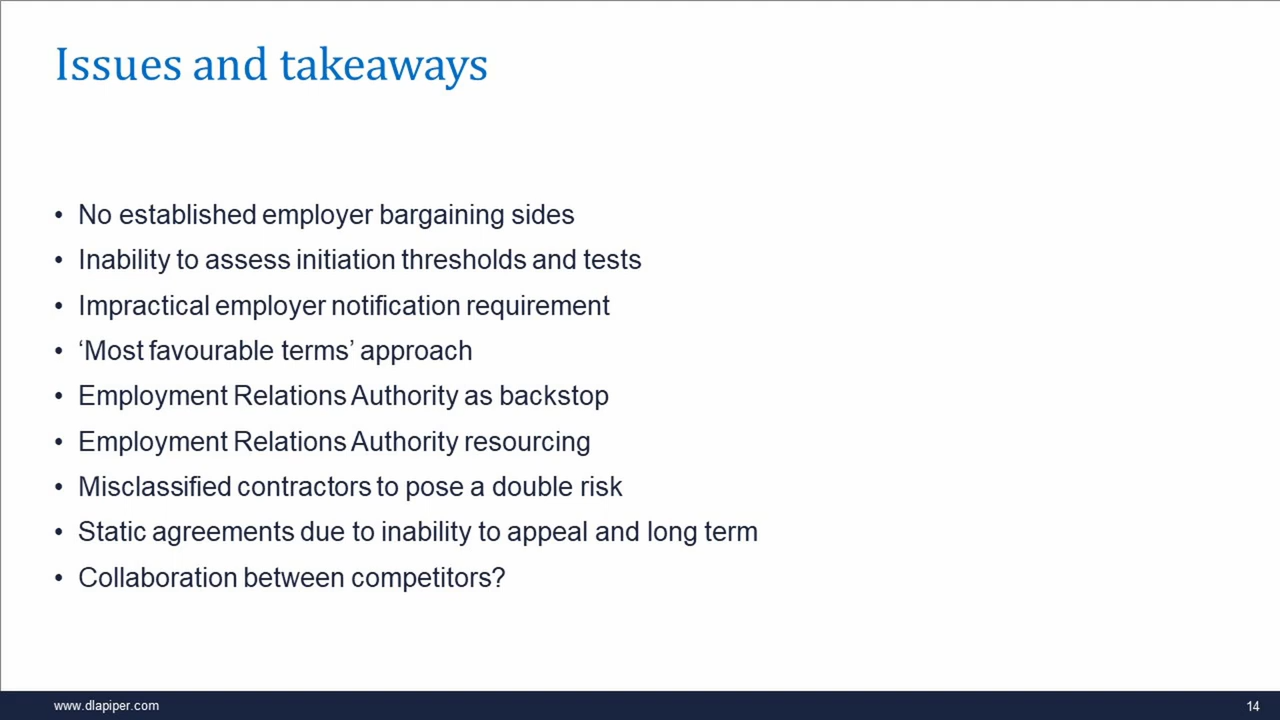 Issues and takeaways
• No established employer bargaining sides
• Inability to assess initiation thresholds and tests
• Impractical employer notification requirement
• ‘Most favourable terms’ approach
• Employment Relations Authority as backstop
• Employment Relations Authority resourcing
• Misclassified contractors to pose a double risk
• Static agreements due to inability to appeal and long term
• Collaboration between competitors?
www.dlapiper.com
14